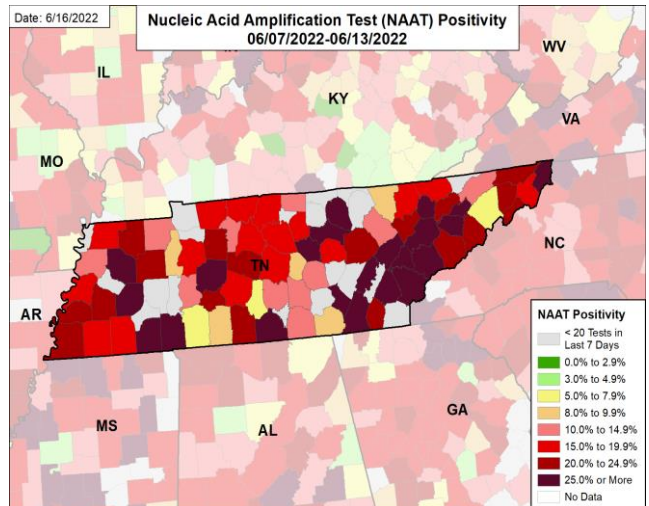 Date: 6/16/2022
Nucleic Acid Amplification Test (NAAT) Positivity
06/07/2022-06/13/2022
IL
WV
KY
VA
MO
TN
NC
AR
MS
AL
GA
NAAT Positivity
< 20 Tests in
Last 7 Days
0.0% to 2.9%
3.0% to 4.9%
5.0% to 7.9%
8.0% to 9.9%
10.0% to 14.9%
15.0% to 19.9%
20.0% to 24.9%
25.0% or More
No Data